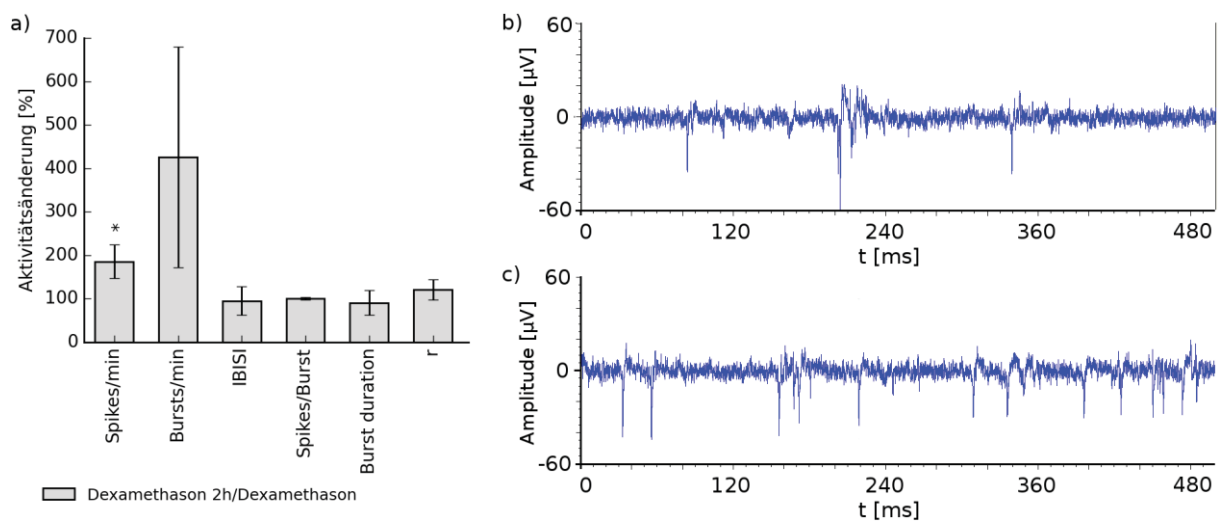 a)
Aktivitätsänderung [%]
700
600
500
400
300
200
100
0
*
Spikes/min
Bursts/min
IBISI
Spikes/Burst
Burst duration
r
Dexamethason 2h/Dexamethason
b)
Amplitude [µV]
60
0
-60
0 120 240 360 480
t [ms]
c)
Amplitude [µV]
60
0
-60
0 120 240 360 480
t [ms]